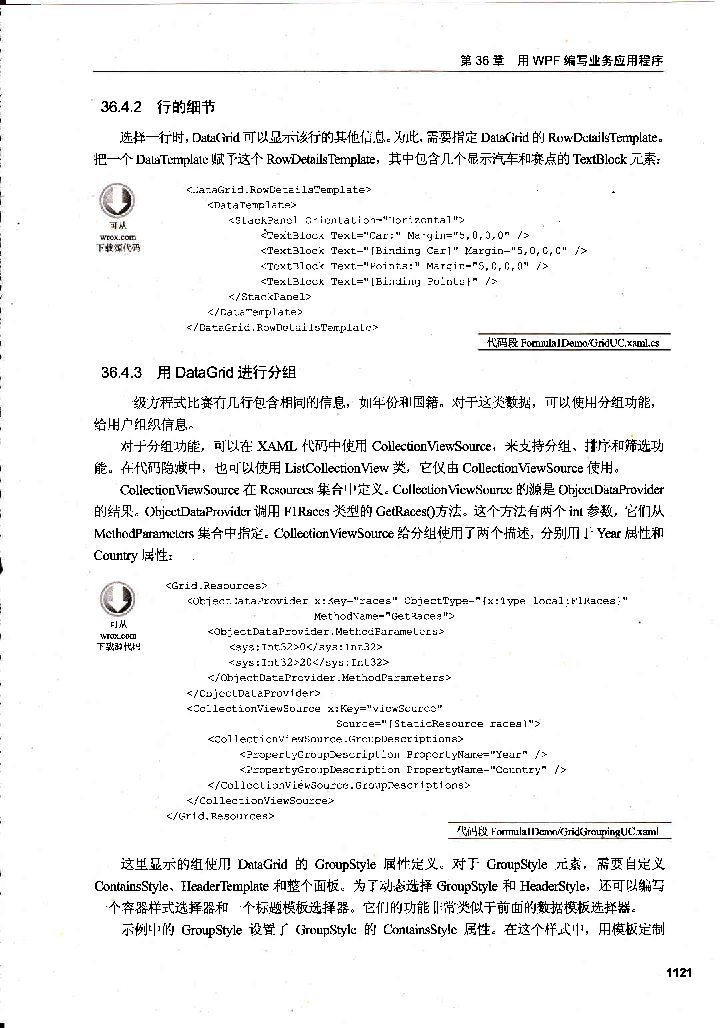 第 36 章 用 WPF 编写业务应用程序
36.4.2 行的细节
选择一行时, DataGrid 可以显示该行的其他信息。为此, 需要指定 DataGrid 的 RowDetailsTemplate。
把一个 DataTemplate 赋予这个 RowDetailsTemplate，其中包含几个显示汽车和赛点的 TextBlock 元素：
可从
wrox.com
下载源代码
<DataGrid.RowDetailsTemplate>
<DataTemplate>
<StackPanel Orientation="Horizontal">
<TextBlock Text="Car:" Margin="5,0,0,0" />
<TextBlock Text="{Binding Car}" Margin="5,0,0,0" />
<TextBlock Text="Points:" Margin="5,0,0,0" />
<TextBlock Text="{Binding Points}" />
</StackPanel>
</DataTemplate>
</DataGrid.RowDetailsTemplate>
代码段 Formula1Demo/GridUC.xaml.cs
36.4.3 用 DataGrid 进行分组
一级方程式比赛有几行包含相同的信息，如年份和国籍。对于这类数据，可以使用分组功能，
给用户组织信息。
对于分组功能，可以在 XAML 代码中使用 CollectionViewSource，来支持分组、排序和筛选功
能。在代码隐藏中，也可以使用 ListCollectionView 类，它仅由 CollectionViewSource 使用。
CollectionViewSource 在 Resources 集合中定义。CollectionViewSource 的源是 ObjectDataProvider
的结果。ObjectDataProvider 调用 F1Races 类型的 GetRaces()方法。这个方法有两个 int 参数，它们从
MethodParameters 集合中指定。CollectionViewSource 给分组使用了两个描述，分别用于 Year 属性和
Country 属性：
可从
wrox.com
下载源代码
<Grid.Resources>
<ObjectDataProvider x:Key="races" ObjectType="{x:Type local:F1Races}"
MethodName="GetRaces">
<ObjectDataProvider.MethodParameters>
<sys:Int32>0</sys:Int32>
<sys:Int32>20</sys:Int32>
</ObjectDataProvider.MethodParameters>
</ObjectDataProvider>
<CollectionViewSource x:Key="viewSource"
Source="{StaticResource races}">
<CollectionViewSource.GroupDescriptions>
<PropertyGroupDescription PropertyName="Year" />
<PropertyGroupDescription PropertyName="Country" />
</CollectionViewSource.GroupDescriptions>
</CollectionViewSource>
</Grid.Resources>
代码段 Formula1Demo/GridGroupingUC.xaml
这里显示的组使用 DataGrid 的 GroupStyle 属性定义。对于 GroupStyle 元素，需要自定义
ContainsStyle、HeaderTemplate 和整个面板。为了动态选择 GroupStyle 和 HeaderStyle，还可以编写
一个容器样式选择器和一个标题模板选择器。它们的功能非常类似于前面的数据模板选择器。
示例中的 GroupStyle 设置了 GroupStyle 的 ContainsStyle 属性。在这个样式中，用模板定制
1121